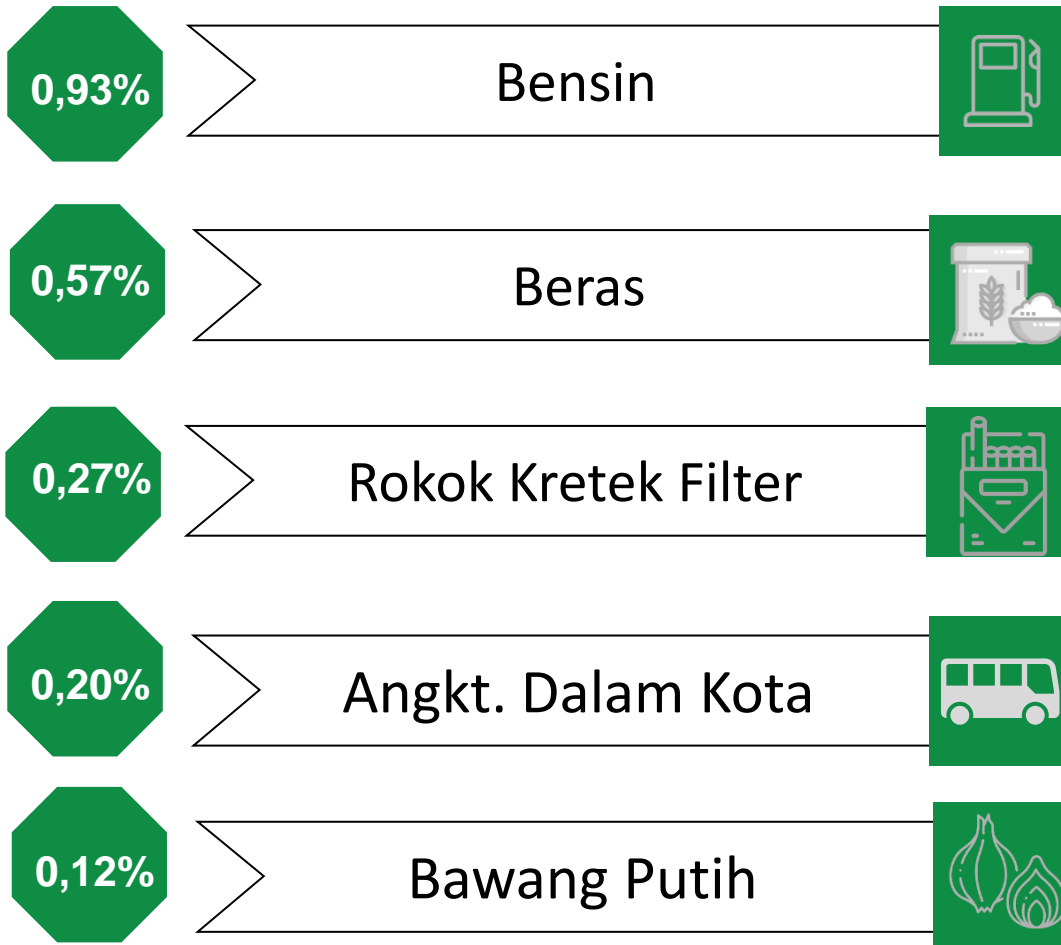 0,93%
Bensin
0,57%
Beras
0,27%
Rokok Kretek Filter
0,20%
Angkt. Dalam Kota
0,12%
Bawang Putih